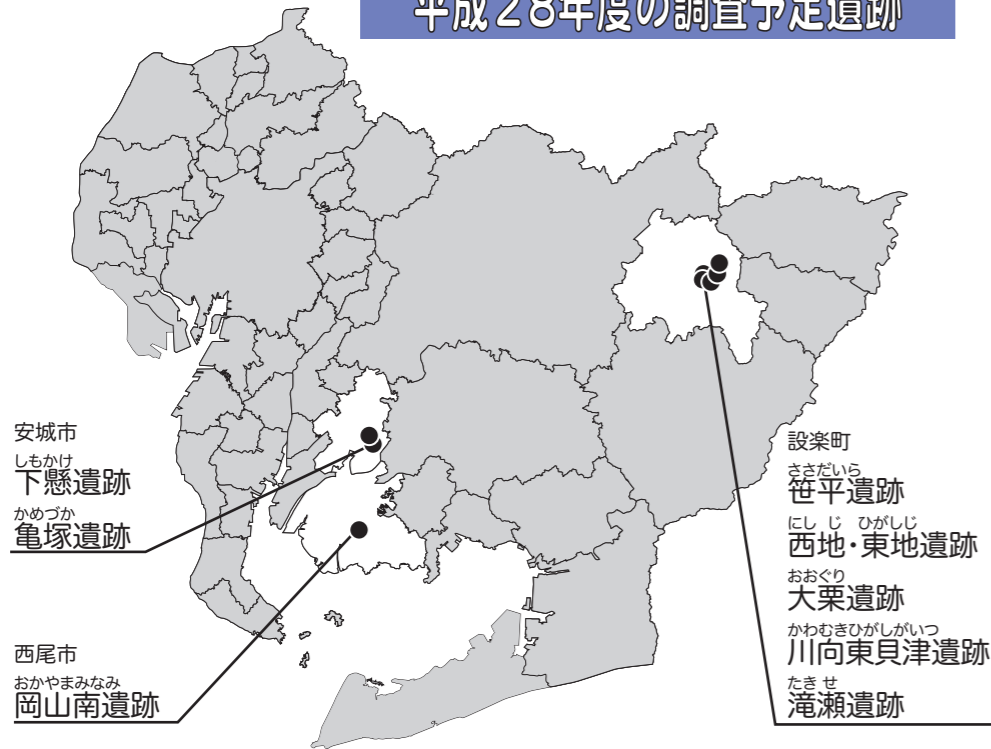 平成28年度の調査予定遺跡
安城市
しもかけ
下懸遺跡
かめづか
亀塚遺跡
西尾市
おかやまみなみ
岡山南遺跡
設楽町
ささだいら
笹平遺跡
にし じ ひがしじ
西地・東地遺跡
おおぐり
大栗遺跡
かわむきひがしがいつ
川向東貝津遺跡
たきせ
滝瀬遺跡